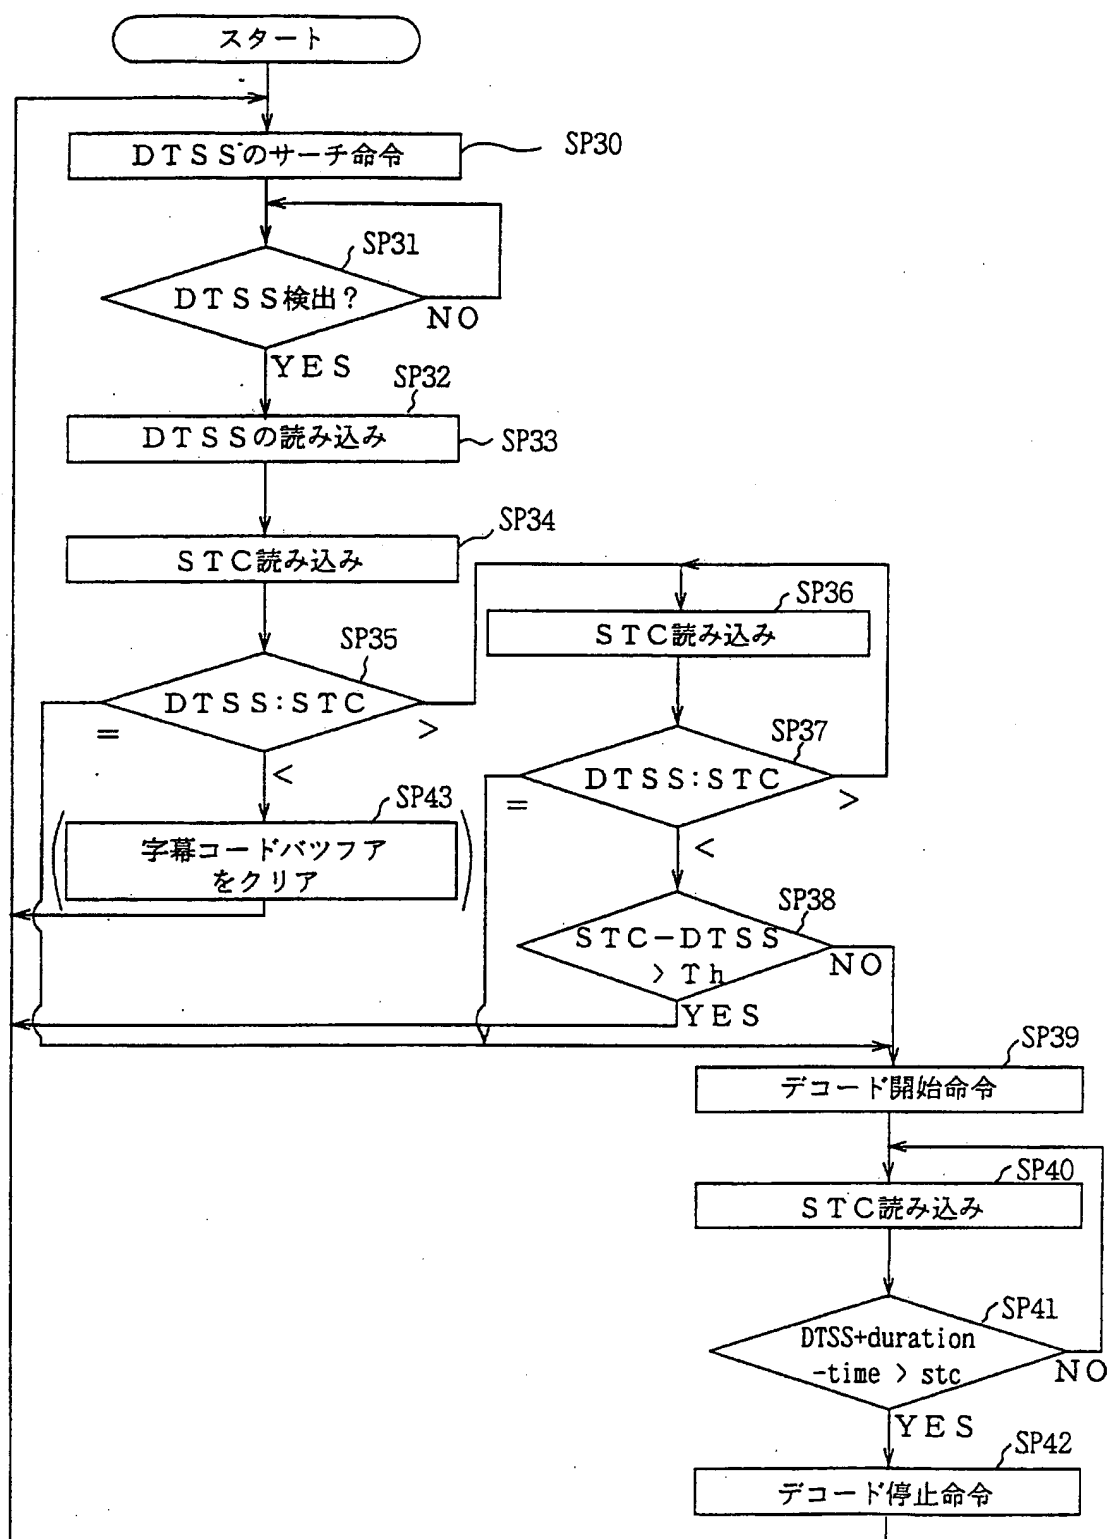 スタート
DTSSのサーチ命令
SP30
SP31
DTSS検出？
NO
YES
SP32
DTSSの読み込み
SP33
SP34
STC読み込み
SP35
DTSS:STC
=
>
<
SP43
字幕コードバツフア
をクリア
SP36
STC読み込み
SP37
DTSS:STC
=
>
<
SP38
STC-DTSS
> Th
NO
YES
SP39
デコード開始命令
SP40
STC読み込み
SP41
DTSS+duration
-time > stc
NO
YES
SP42
デコード停止命令